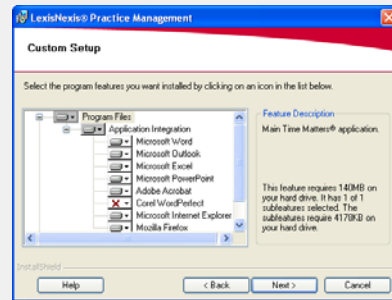 LexisNexis® Practice Management
Custom Setup
Select the program features you want installed by clicking on an icon in the list below.
Program Files
Application Integration
Microsoft Word
Microsoft Outlook
Microsoft Excel
Microsoft PowerPoint
Adobe Acrobat
Corel WordPerfect
Microsoft Internet Explorer
Mozilla Firefox
Feature Description
Main Time Matters® application.
This feature requires 140MB on
your hard drive. It has 1 of 1
subfeatures selected. The
subfeatures require 4178KB on
your hard drive.
InstallShield
Help
< Back
Next >
Cancel